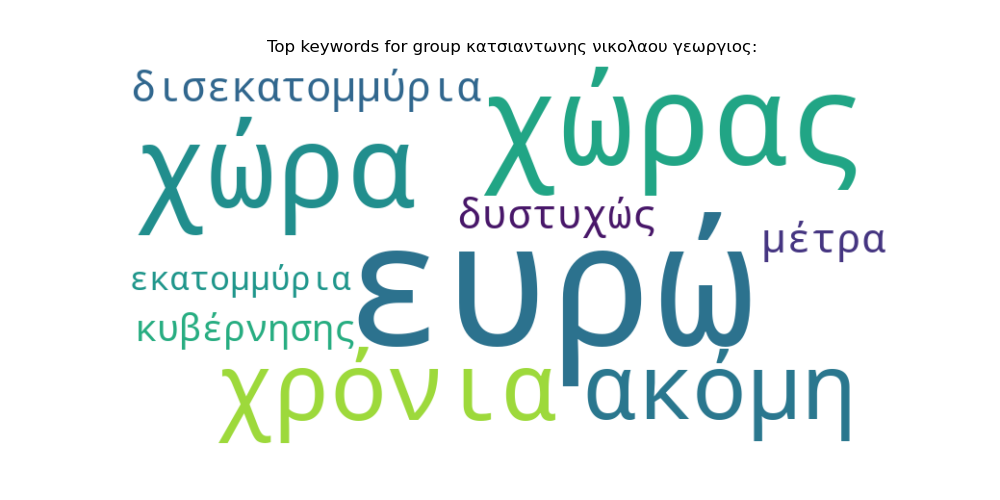 Top keywords for group κατσιαντωνης νικολαου γεωργιος:
δισεκατομμύρια
χώρας
χώρα
δυστυχώς
μέτρα
ευρώ
εκατομμύρια
κυβέρνησης
χρόνια
ακόμη